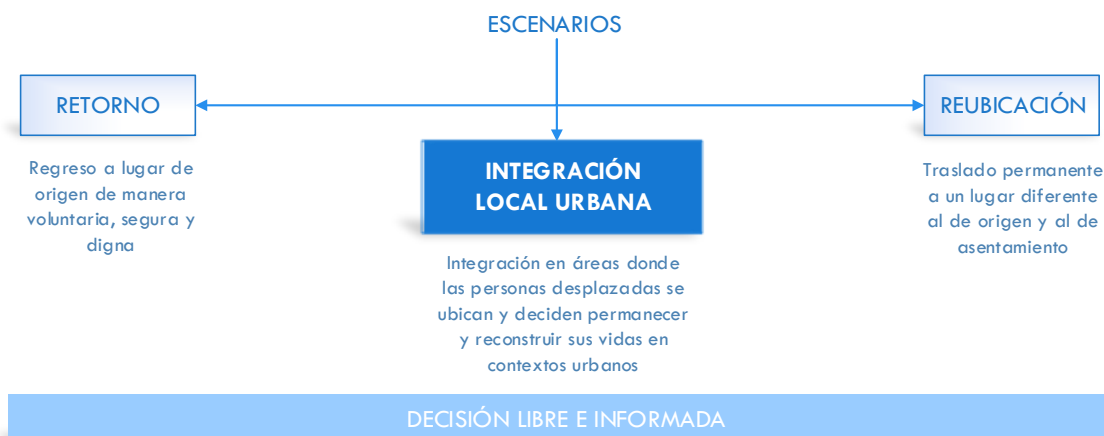 ESCENARIOS
RETORNO
Regreso a lugar de
origen de manera
voluntaria, segura y
digna
INTEGRACIÓN
LOCAL URBANA
Integración en áreas donde
las personas desplazadas se
ubican y deciden permanecer
y reconstruir sus vidas en
contextos urbanos
REUBICACIÓN
Traslado permanente
a un lugar diferente
al de origen y al de
asentamiento
DECISIÓN LIBRE E INFORMADA